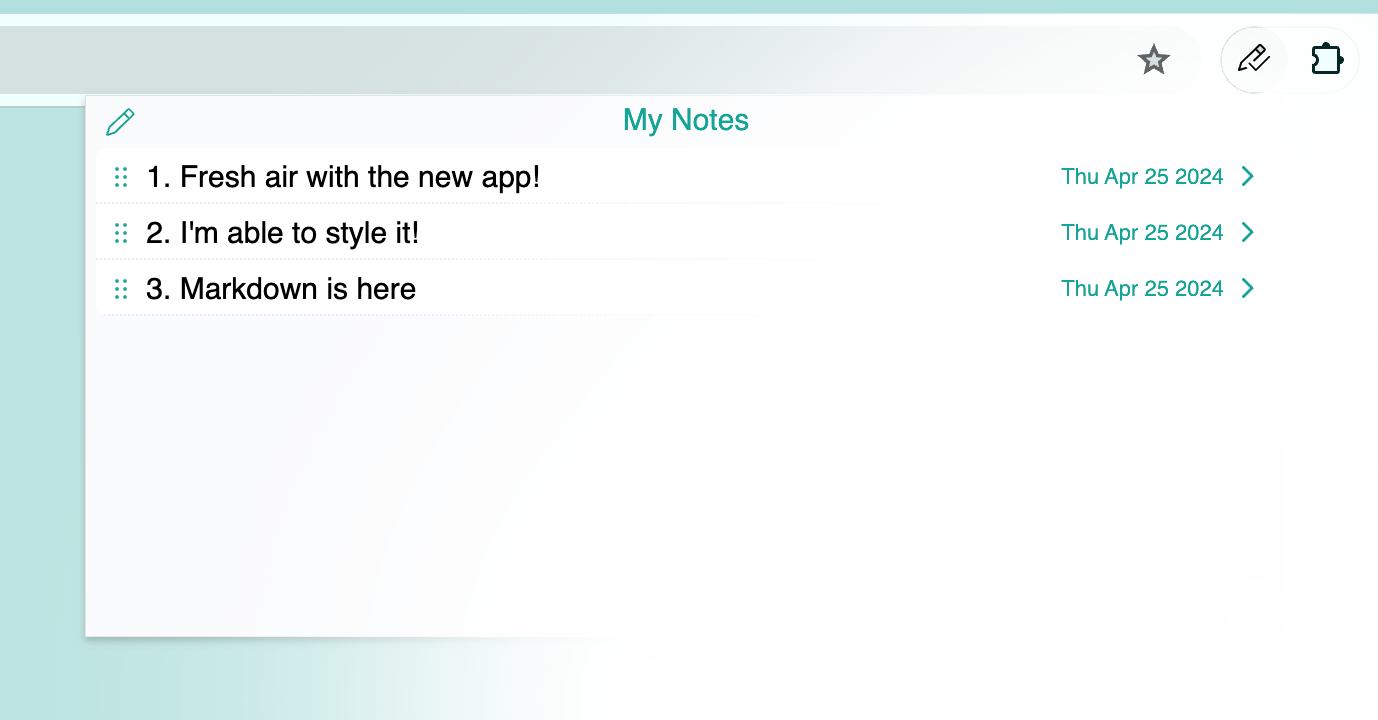 My Notes
1. Fresh air with the new app!
Thu Apr 25 2024
2. I'm able to style it!
Thu Apr 25 2024
3. Markdown is here
Thu Apr 25 2024